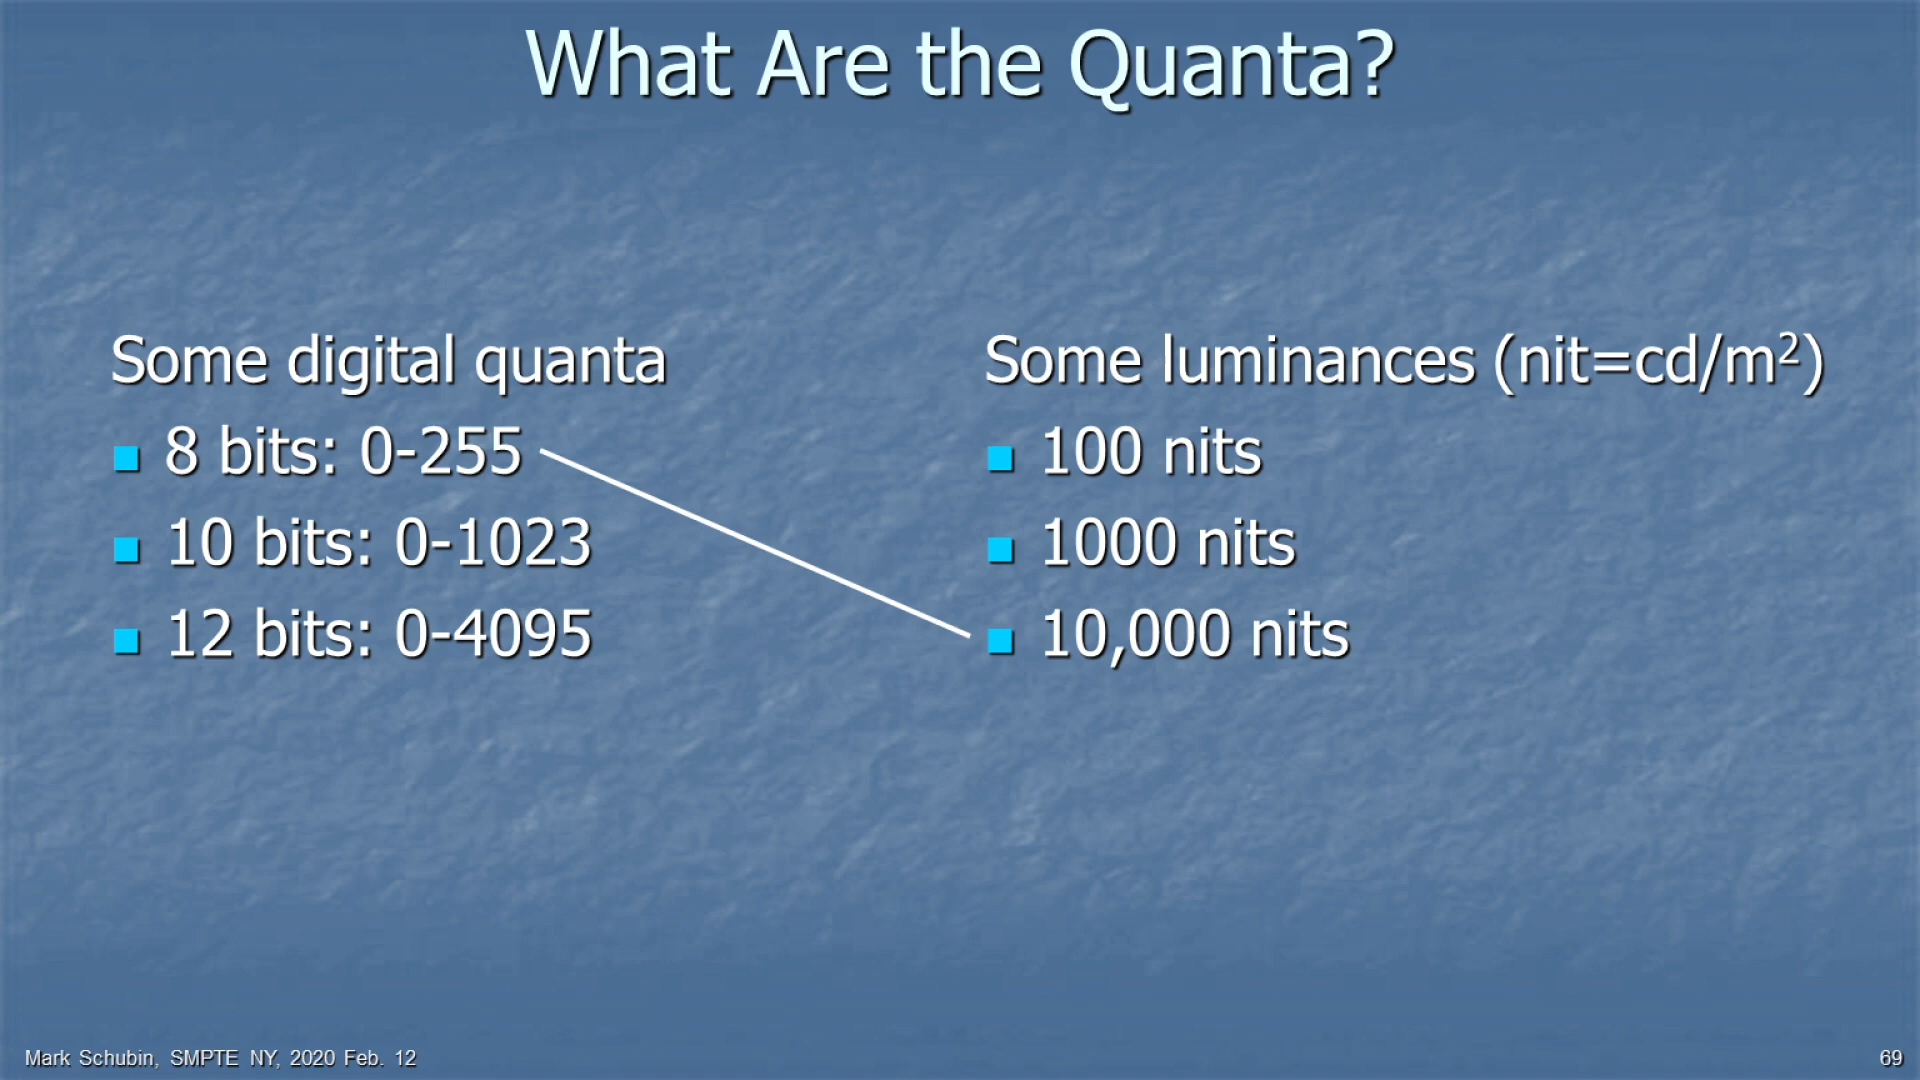 What Are the Quanta?
Some digital quanta
8 bits: 0-255
10 bits: 0-1023
12 bits: 0-4095
Some luminances (nit=cd/m²)
100 nits
1000 nits
10,000 nits
Mark Schubin, SMPTE NY, 2020 Feb. 12
69